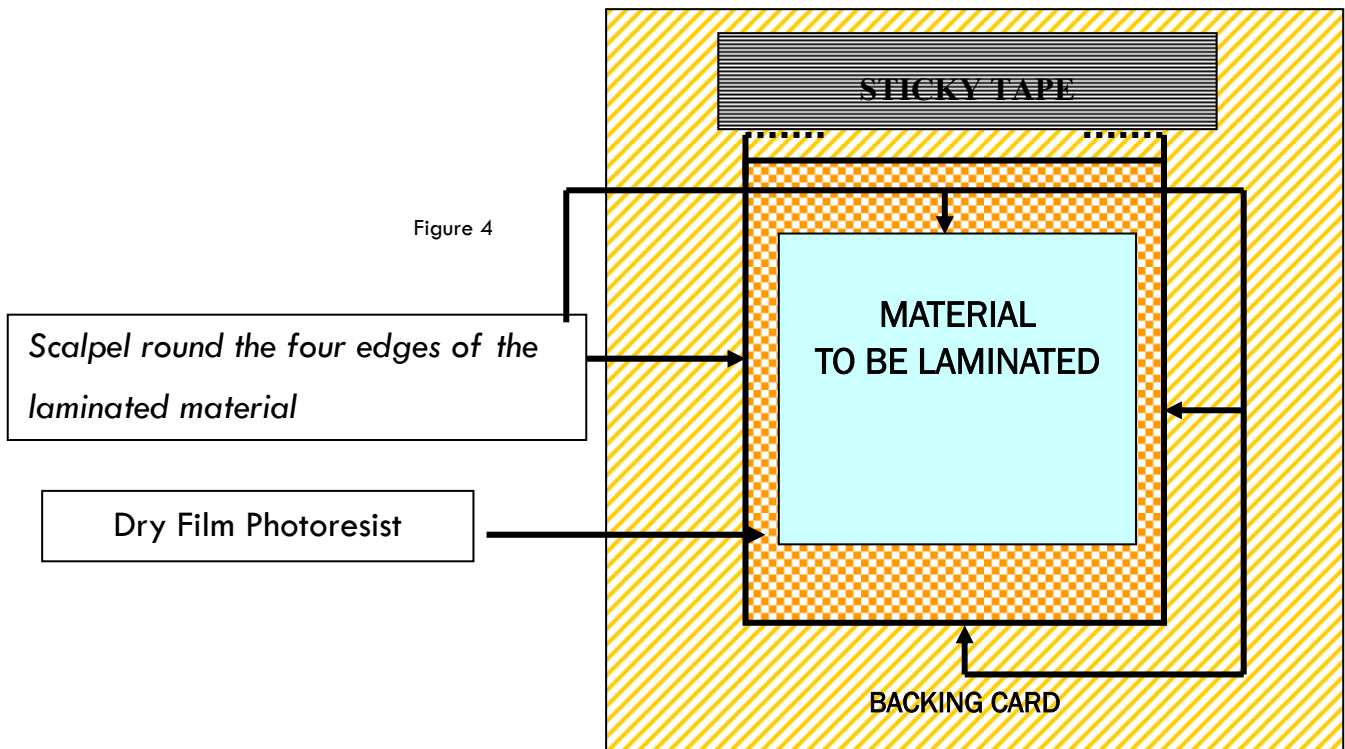 STICKY TAPE
Figure 4
MATERIAL
TO BE LAMINATED
Scalpel round the four edges of the
laminated material
Dry Film Photoresist
BACKING CARD